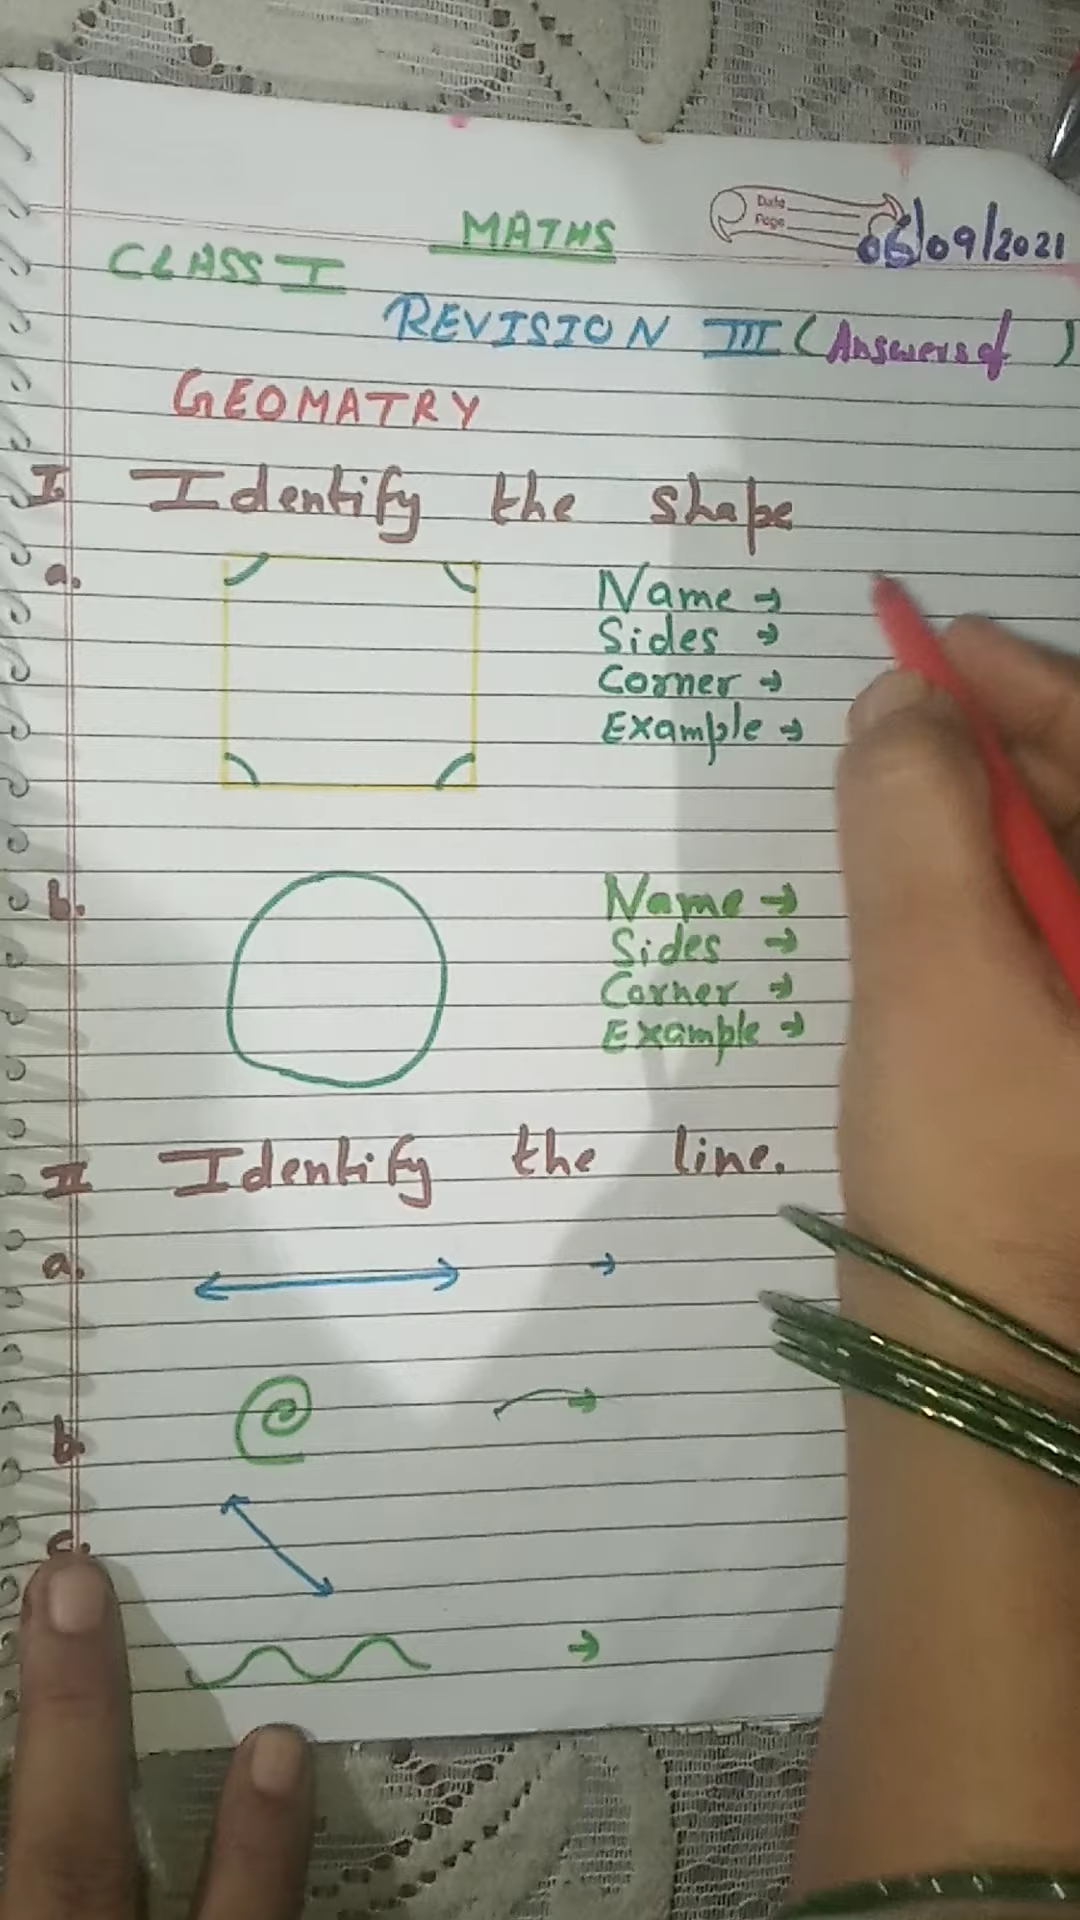 MATHS
Date
Page
06/09/2021
CLASS I
REVISION III (Answers of )
GEOMATRY
I. Identify the shape
a.
Name →
Sides →
Corner →
Example →
b.
Name →
Sides →
Corner →
Example →
II Identify the line.
a. →
b. →
c.
→